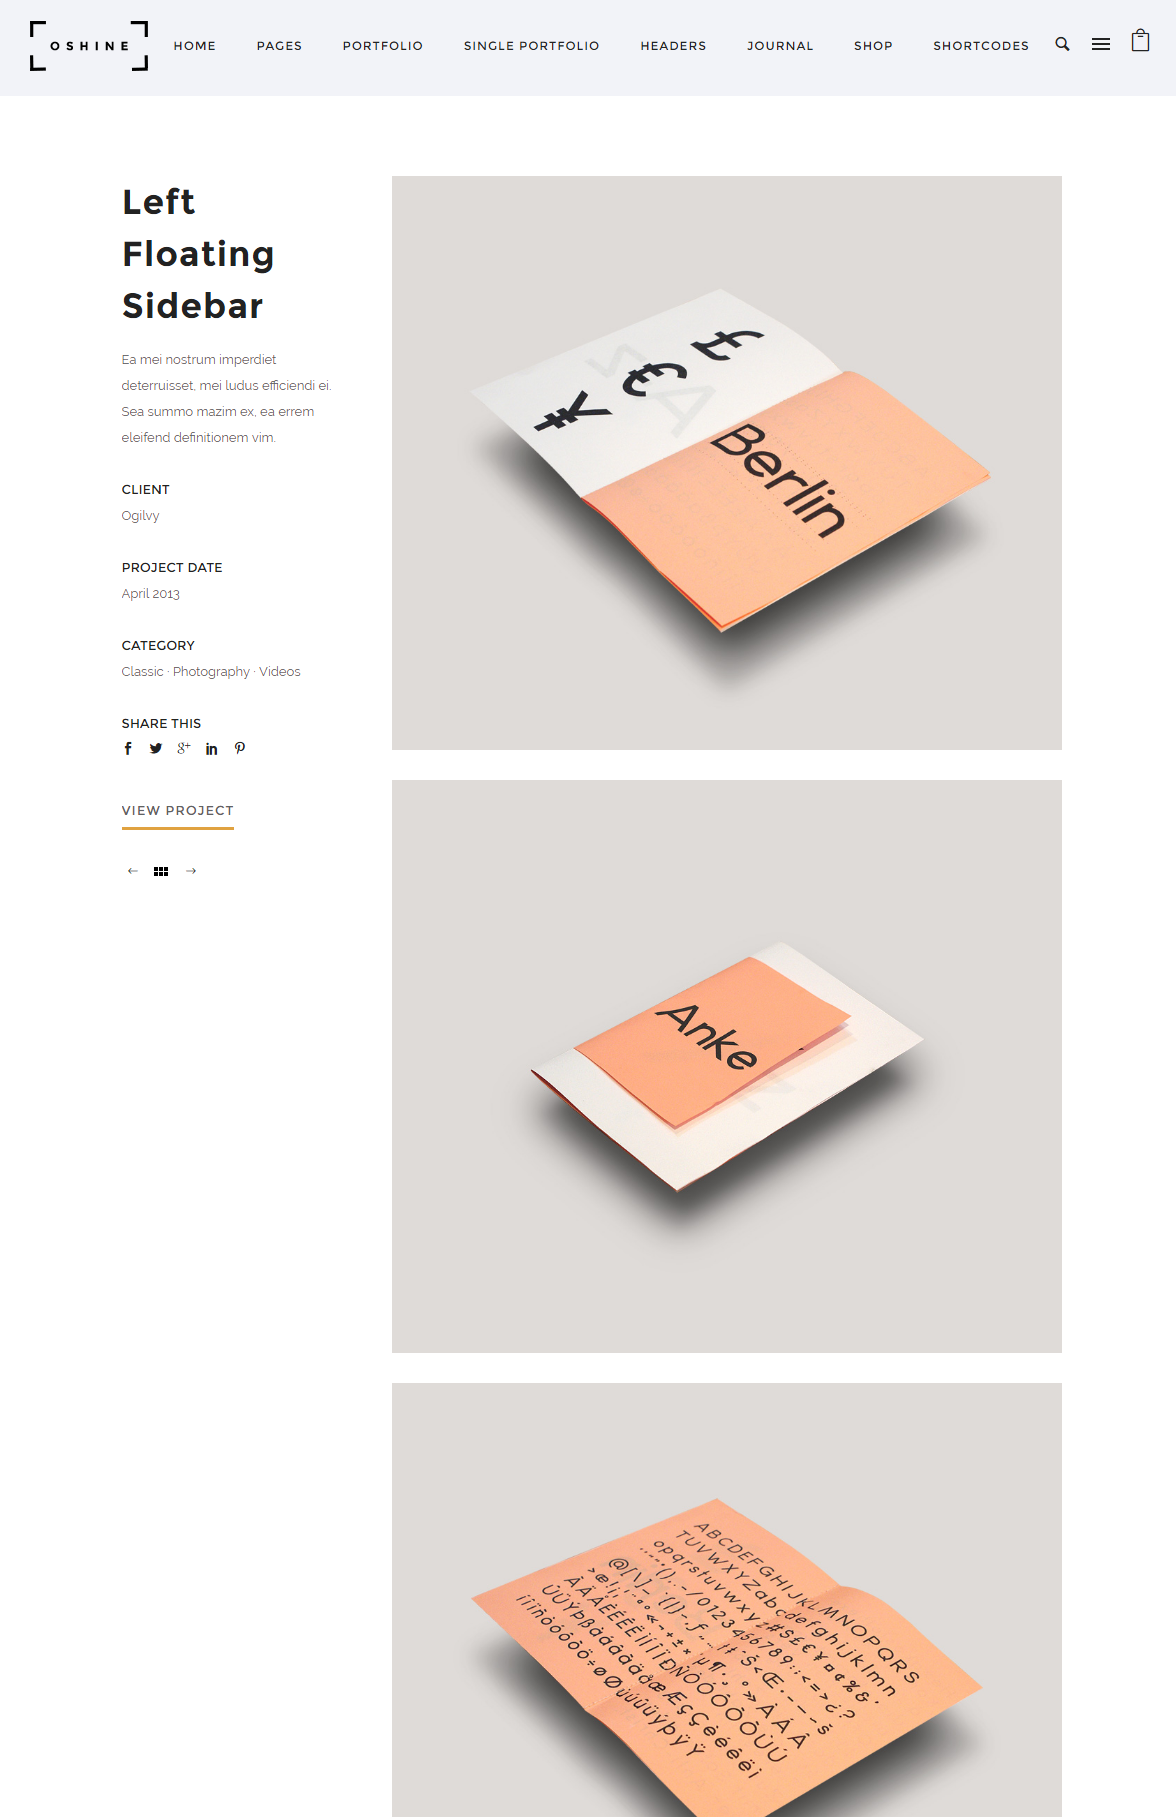 OSHINE
HOME PAGES PORTFOLIO SINGLE PORTFOLIO HEADERS JOURNAL SHOP SHORTCODES
Left
Floating
Sidebar
Ea mei nostrum imperdiet
deterruisset, mei ludus efficiendi ei.
Sea summo mazim ex, ea errem
eleifend definitionem vim.
CLIENT
Ogilvy
PROJECT DATE
April 2013
CATEGORY
Classic · Photography · Videos
SHARE THIS
VIEW PROJECT
£
€
¥
Berlin
Anke
ABCDEFGHIJKLMNOPQRS
TUVWXYZabcdefghijklmn
opqrstuvwxyz#$£€¥¤¢%&